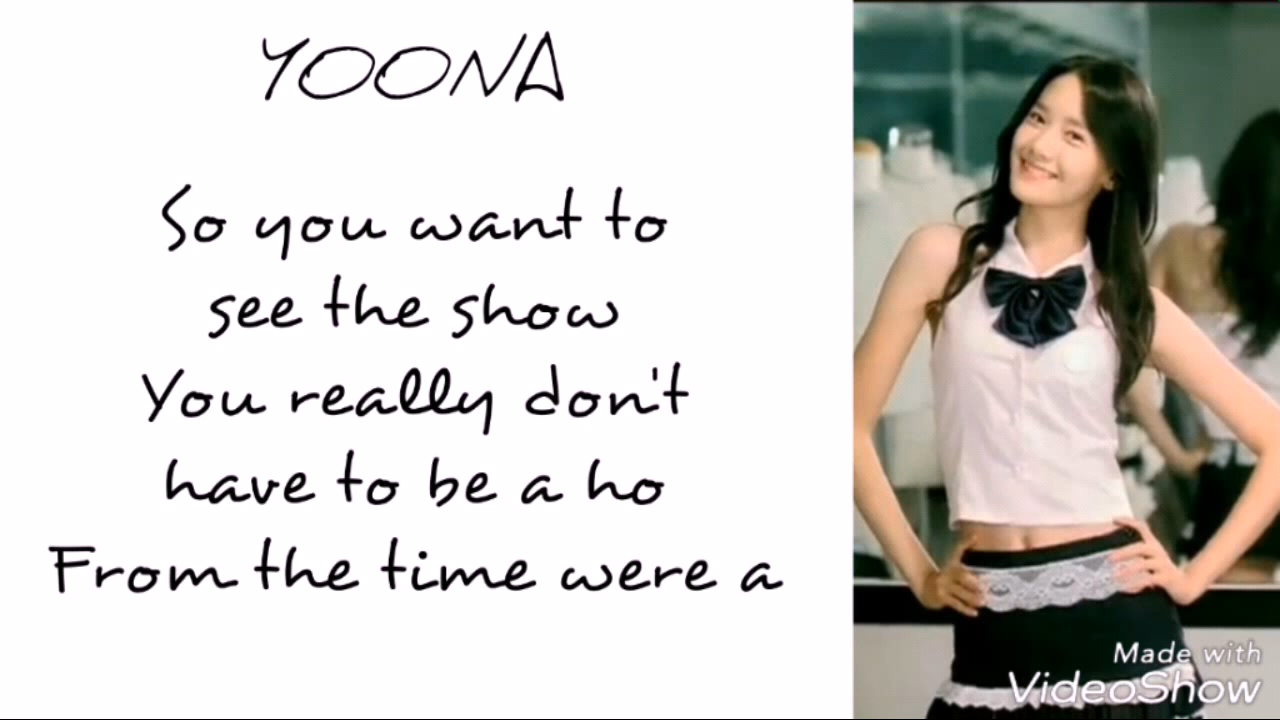 YOONA
So you want to
see the show
You really don't
have to be a ho
From the time were a
Made with
VideoShow